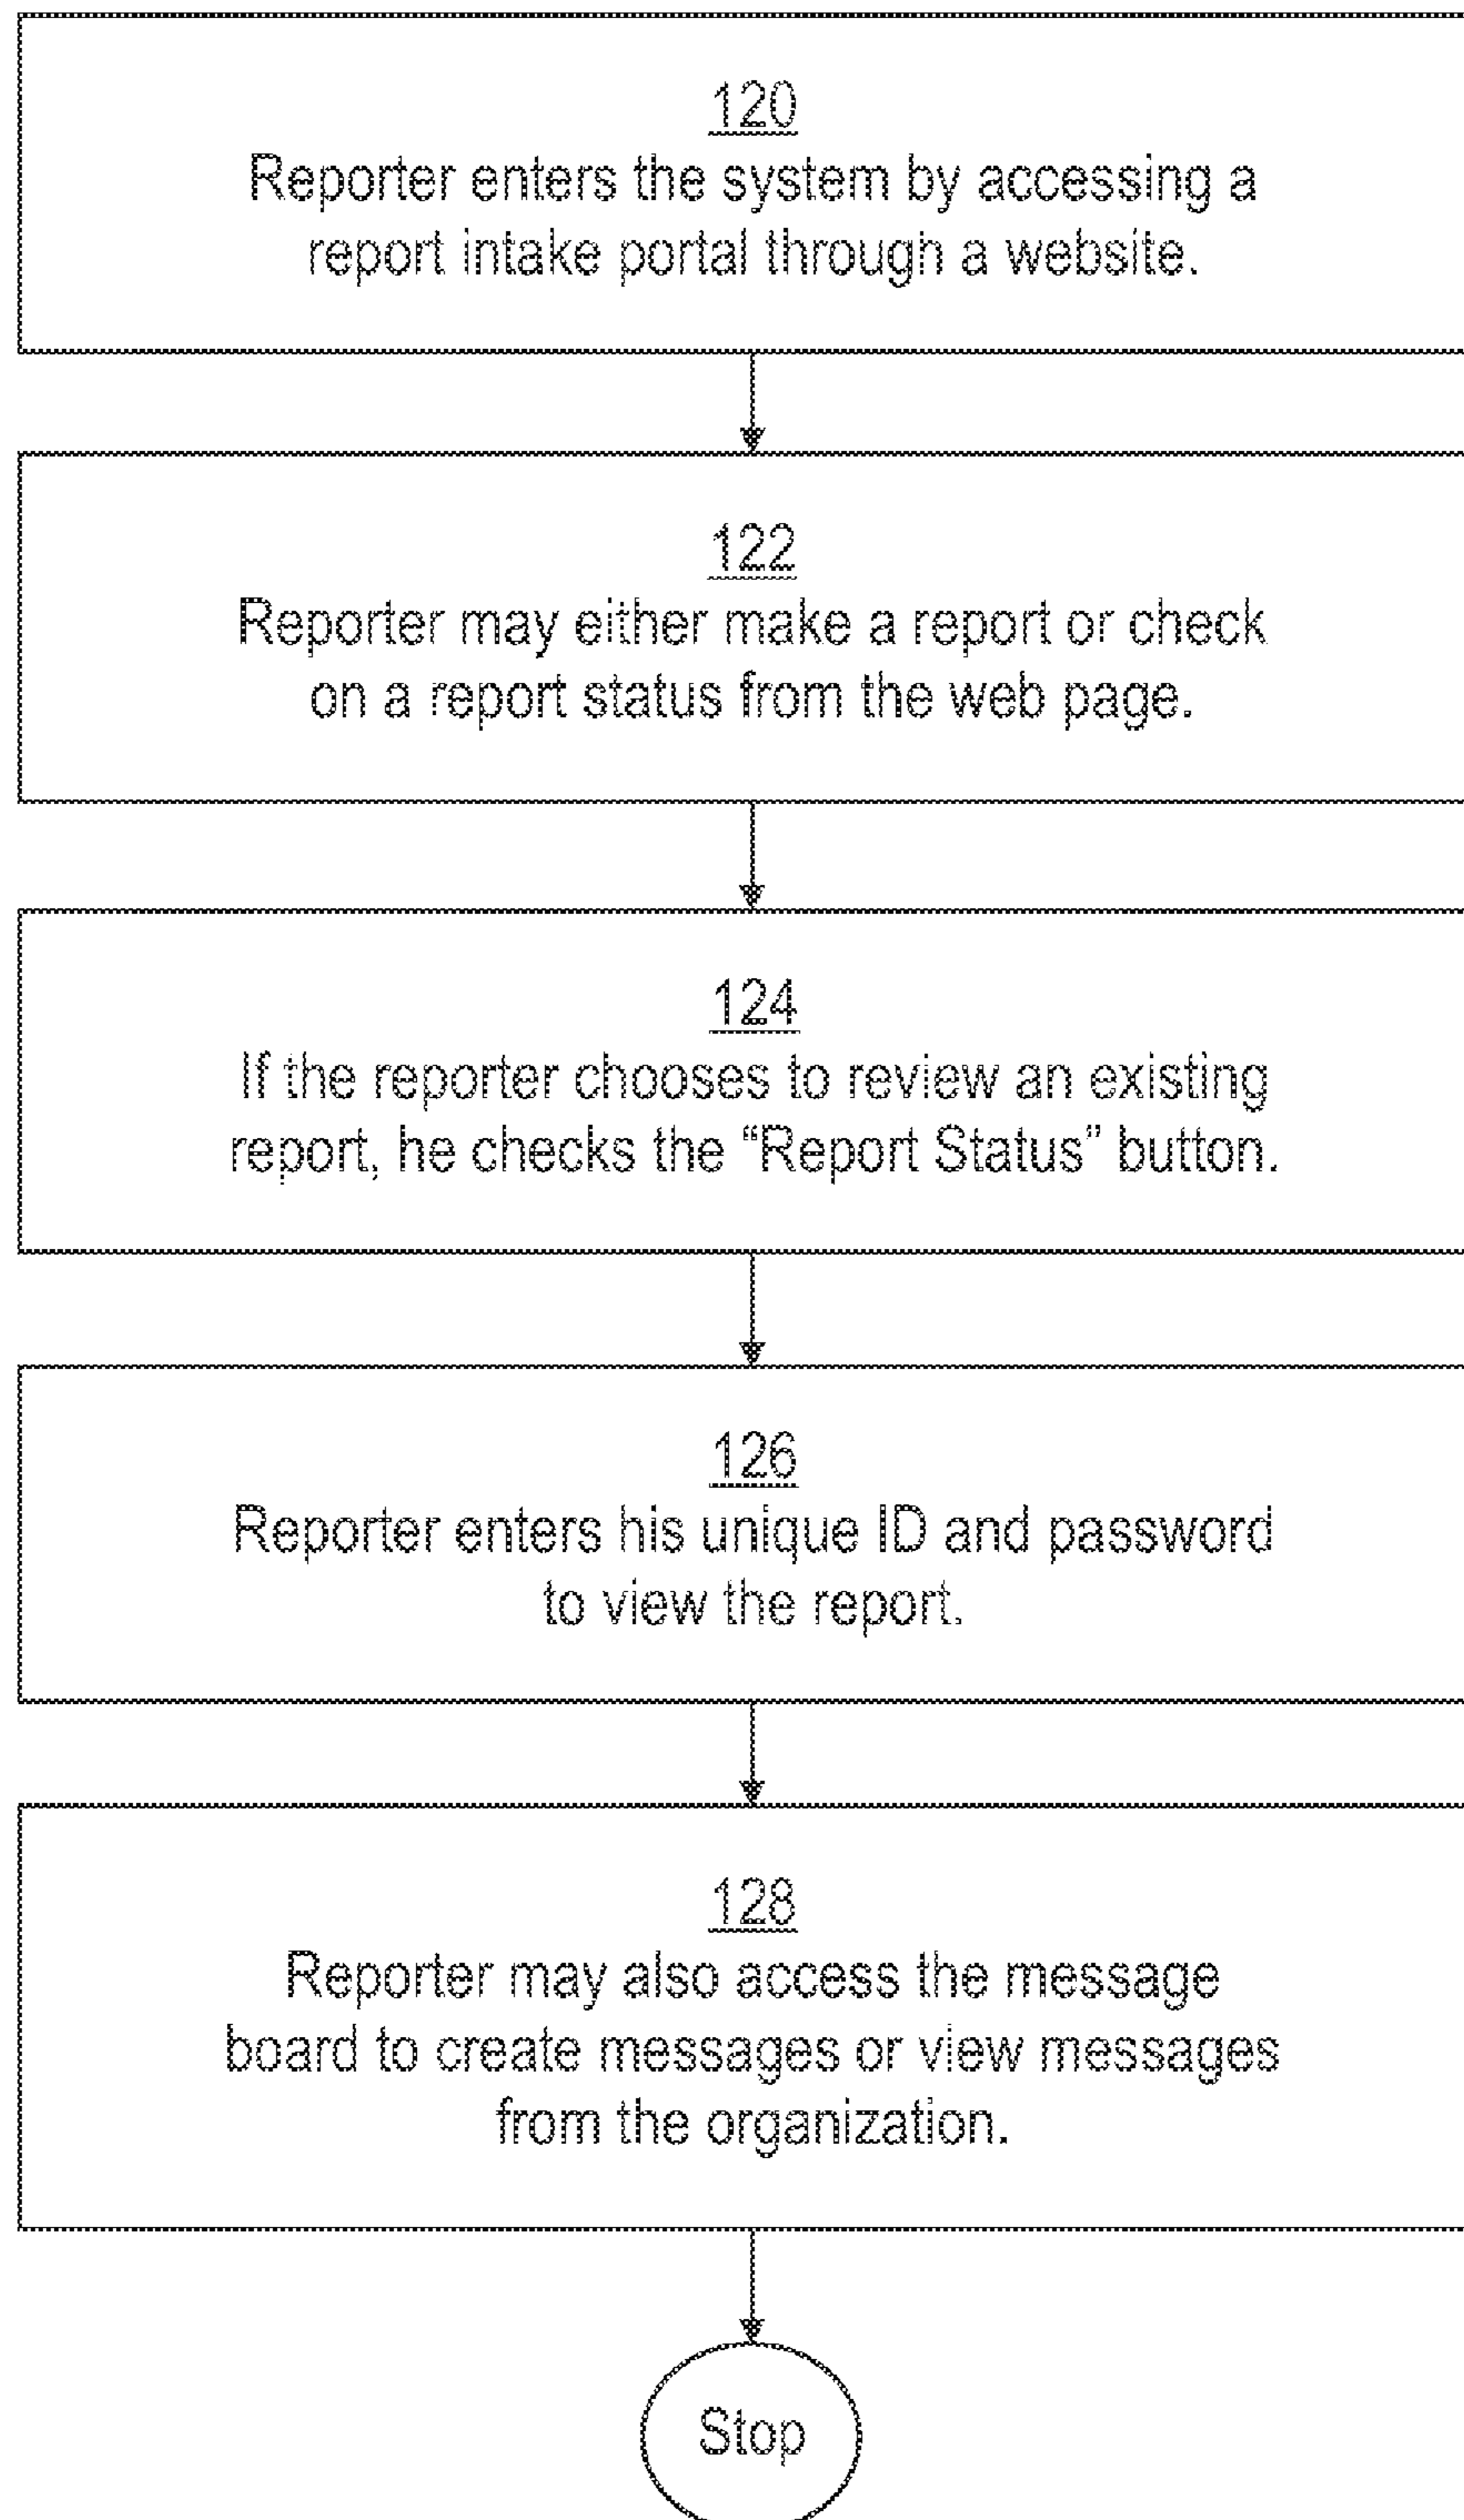 120
Reporter enters the system by accessing a
report intake portal through a website.
122
Reporter may either make a report or check
on a report status from the web page.
124
If the reporter chooses to review an existing
report, he checks the “Report Status” button.
126
Reporter enters his unique ID and password
to view the report.
128
Reporter may also access the message
board to create messages or view messages
from the organization.
Stop